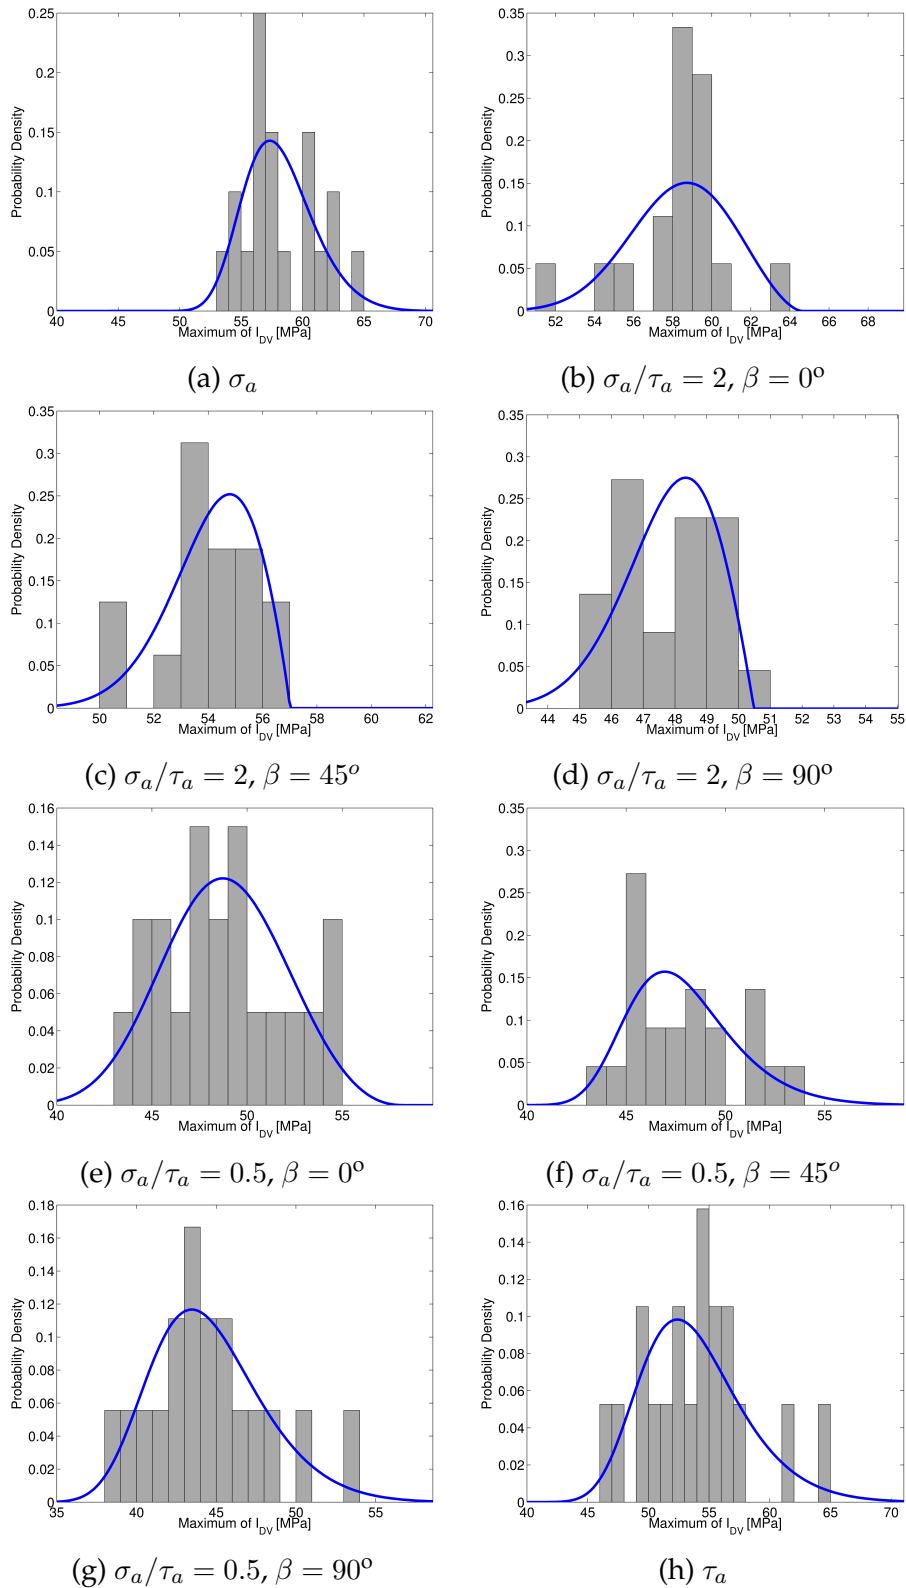 0.25
0.2
0.15
0.1
0.05
0
Probability Density
40 45 50 55 60 65 70
Maximum of I_DV [MPa]
(a) σ_a
0.35
0.3
0.25
0.2
0.15
0.1
0.05
0
Probability Density
52 54 56 58 60 62 64 66 68
Maximum of I_DV [MPa]
(b) σ_a/τ_a = 2, β = 0º
0.35
0.3
0.25
0.2
0.15
0.1
0.05
0
Probability Density
50 52 54 56 58 60 62
Maximum of I_DV [MPa]
(c) σ_a/τ_a = 2, β = 45^o
0.35
0.3
0.25
0.2
0.15
0.1
0.05
0
Probability Density
44 45 46 47 48 49 50 51 52 53 54 55
Maximum of I_DV [MPa]
(d) σ_a/τ_a = 2, β = 90º
0.16
0.14
0.12
0.1
0.08
0.06
0.04
0.02
0
Probability Density
40 45 50 55
Maximum of I_DV [MPa]
(e) σ_a/τ_a = 0.5, β = 0º
0.35
0.3
0.25
0.2
0.15
0.1
0.05
0
Probability Density
40 45 50 55
Maximum of I_DV [MPa]
(f) σ_a/τ_a = 0.5, β = 45^o
0.18
0.16
0.14
0.12
0.1
0.08
0.06
0.04
0.02
0
Probability Density
35 40 45 50 55
Maximum of I_DV [MPa]
(g) σ_a/τ_a = 0.5, β = 90º
0.16
0.14
0.12
0.1
0.08
0.06
0.04
0.02
0
Probability Density
40 45 50 55 60 65 70
Maximum of I_DV [MPa]
(h) τ_a